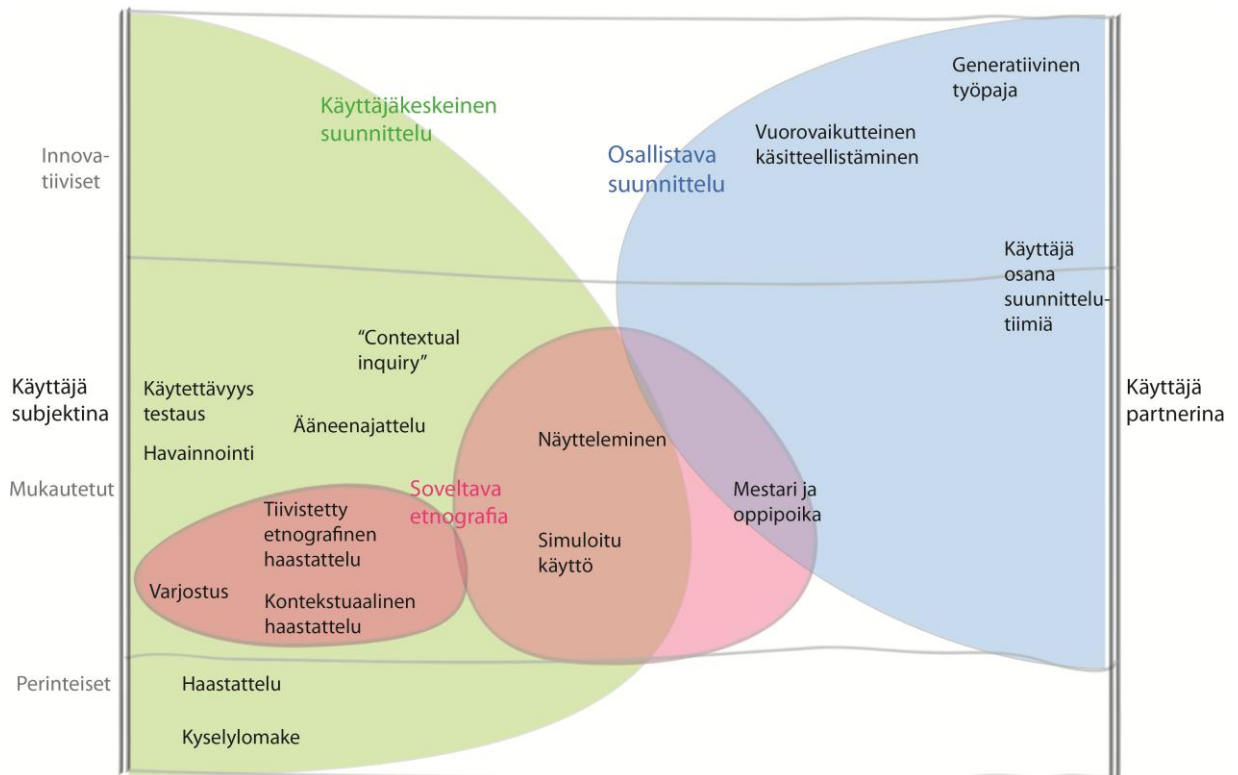 Generatiivinen
työpaja
Käyttäjäkeskeinen
suunnittelu
Vuorovaikutteinen
käsitteellistäminen
Innova-
tiiviset
Osallistava
suunnittelu
Käyttäjä
osana
suunnittelu-
tiimiä
“Contextual
inquiry”
Käyttäjä
subjektina
Käytettävyys
testaus
Käyttäjä
partnerina
Ääneenajattelu
Havainnointi
Näytteleminen
Mukautetut
Soveltava
etnografia
Mestari ja
oppipoika
Tiivistetty
etnografinen
haastattelu
Simuloitu
käyttö
Varjostus
Kontekstuaalinen
haastattelu
Perinteiset
Haastattelu
Kyselylomake